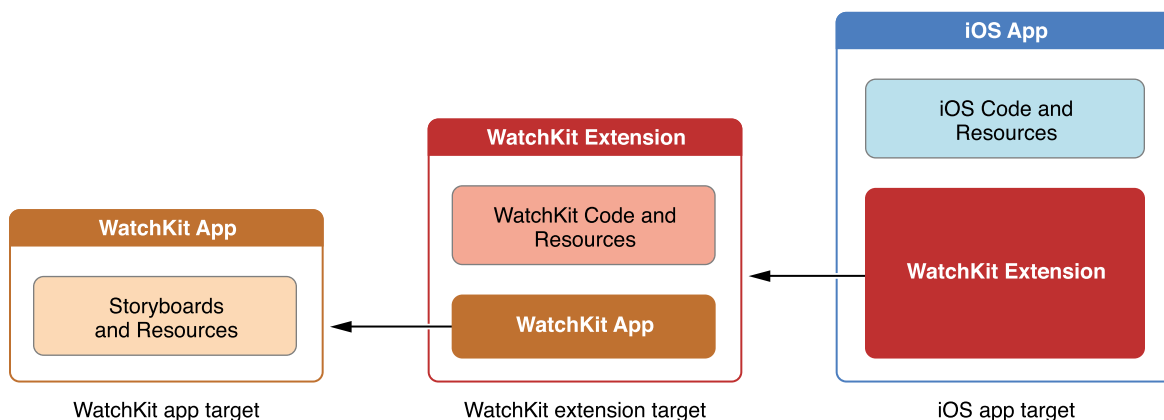 WatchKit App
Storyboards
and Resources
WatchKit app target
WatchKit Extension
WatchKit Code and
Resources
WatchKit App
WatchKit extension target
iOS App
iOS Code and
Resources
WatchKit Extension
iOS app target